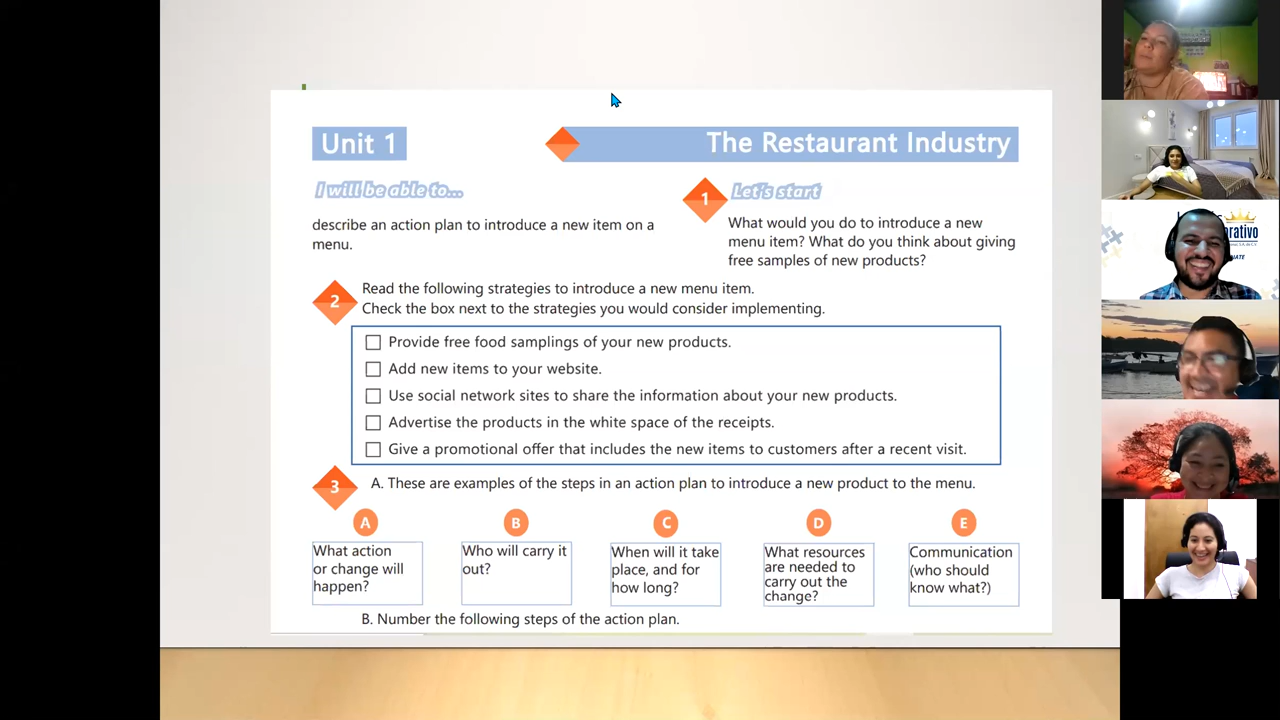 Unit 1
The Restaurant Industry
I will be able to...
describe an action plan to introduce a new item on a
menu.
1
Let's start
What would you do to introduce a new
menu item? What do you think about giving
free samples of new products?
2
Read the following strategies to introduce a new menu item.
Check the box next to the strategies you would consider implementing.
Provide free food samplings of your new products.
Add new items to your website.
Use social network sites to share the information about your new products.
Advertise the products in the white space of the receipts.
Give a promotional offer that includes the new items to customers after a recent visit.
3
A. These are examples of the steps in an action plan to introduce a new product to the menu.
A
What action
or change will
happen?
B
Who will carry it
out?
C
When will it take
place, and for
how long?
D
What resources
are needed to
carry out the
change?
E
Communication
(who should
know what?)
B. Number the following steps of the action plan.